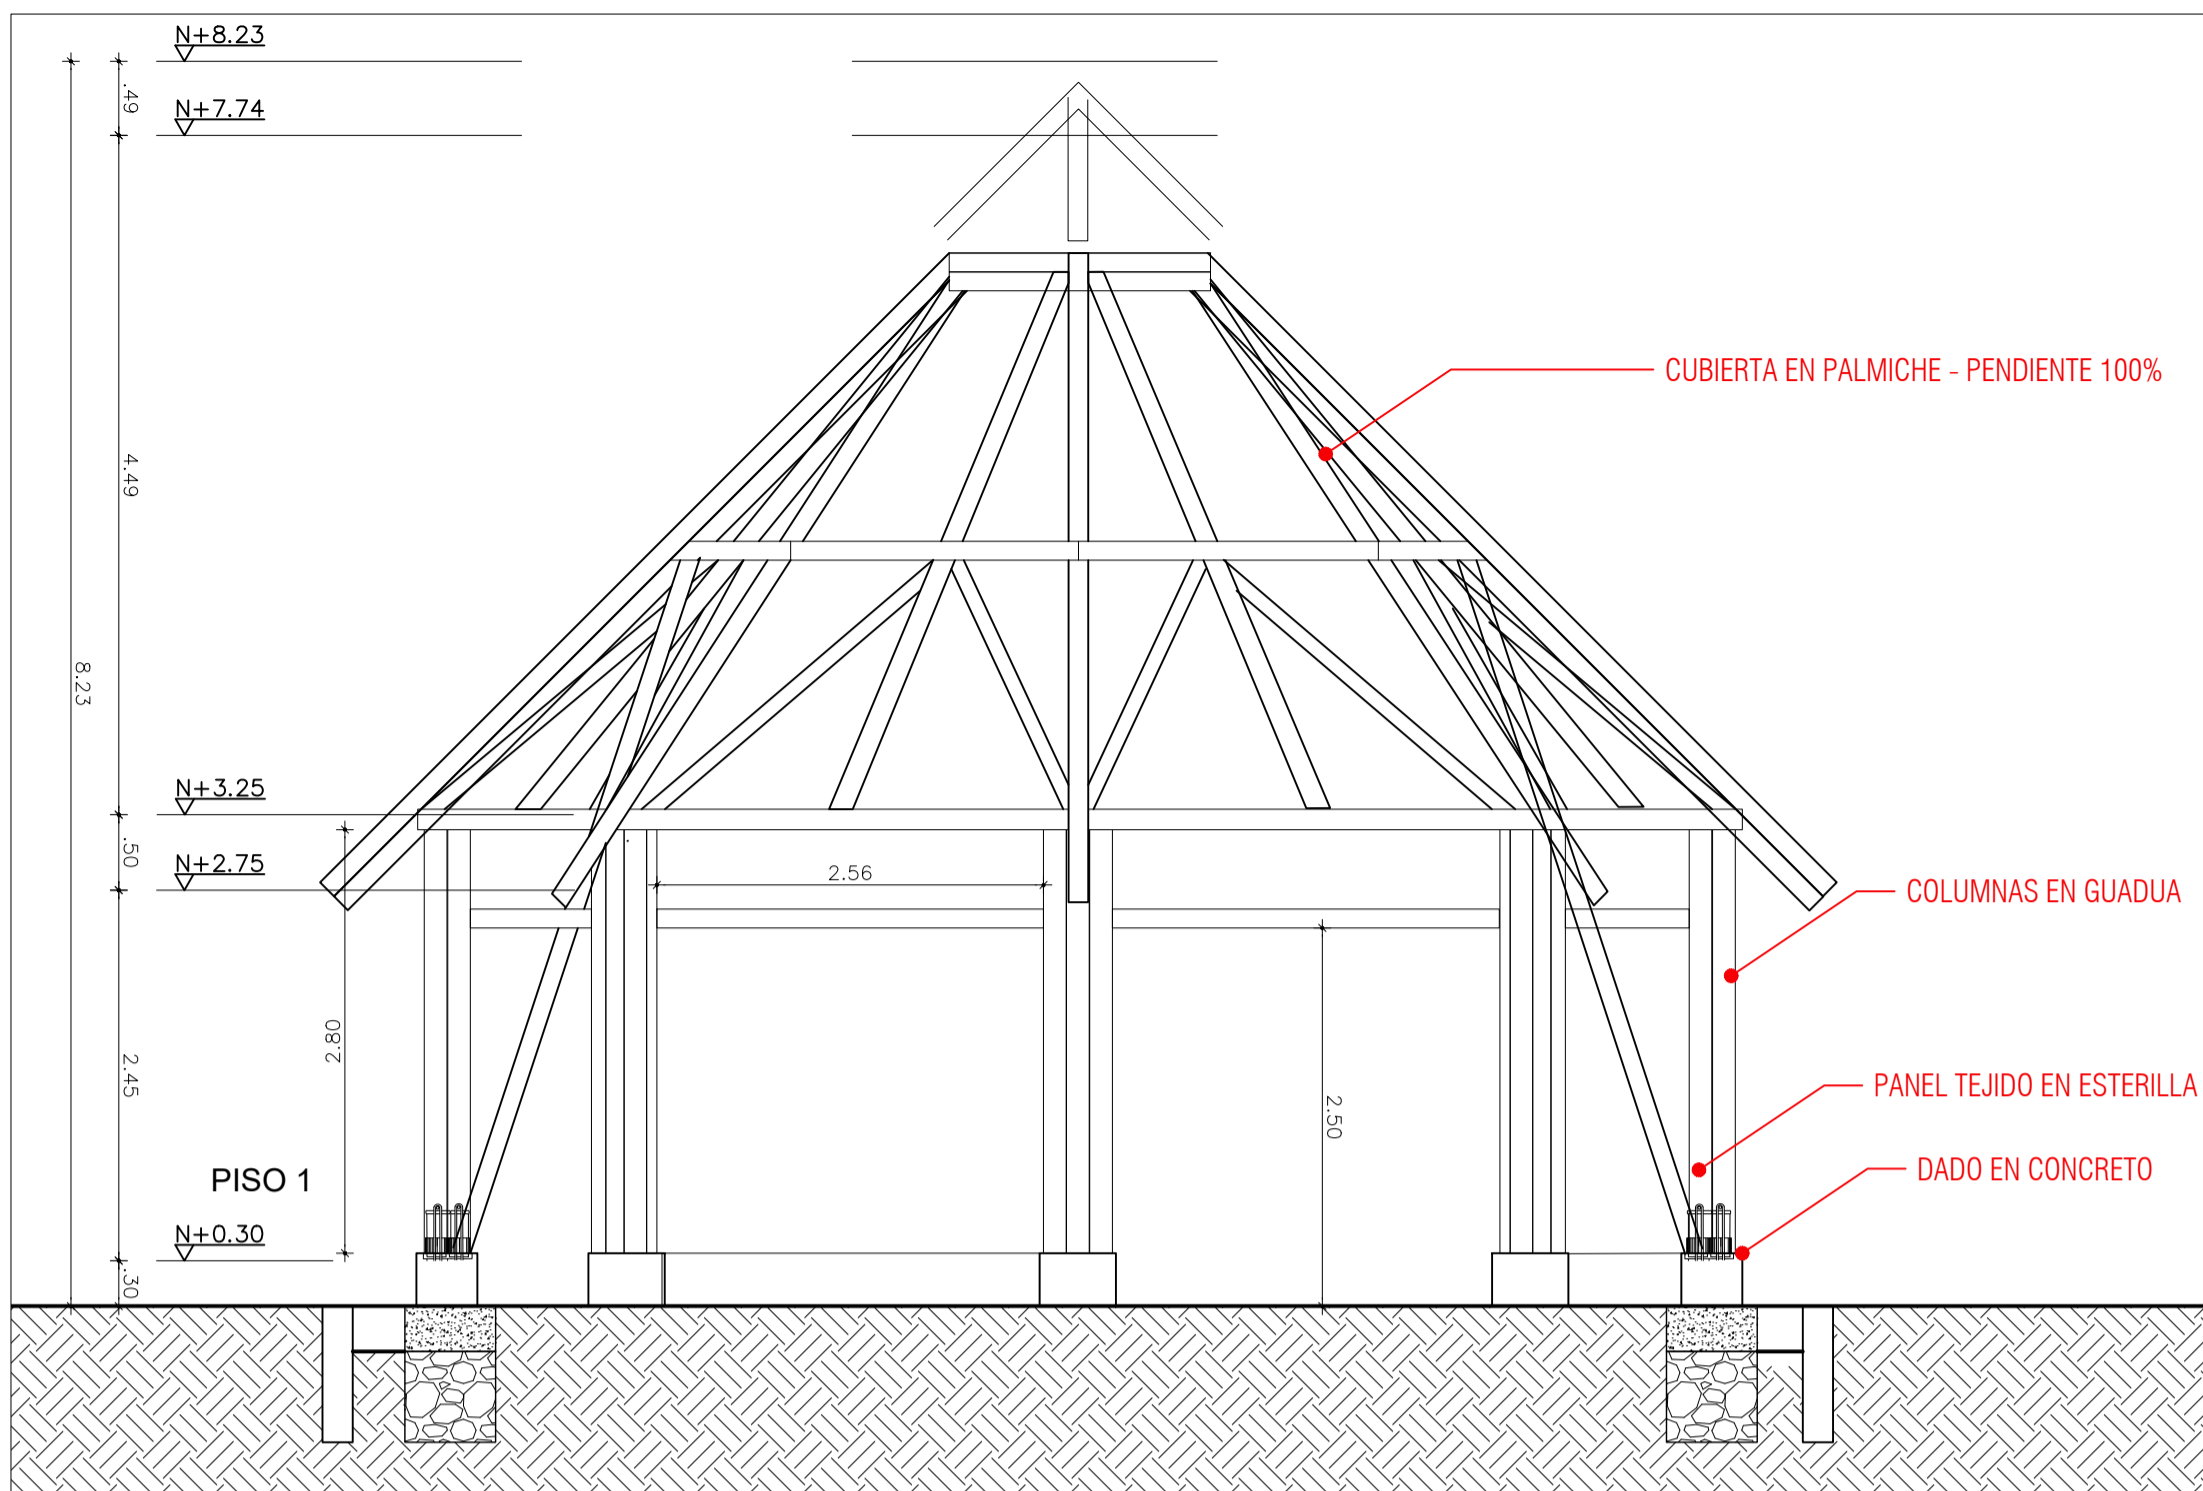 N+8.23
.49
N+7.74
CUBIERTA EN PALMICHE - PENDIENTE 100%
4.49
8.23
N+3.25
.50
N+2.75
2.56
COLUMNAS EN GUADUA
2.80
2.45
2.50
PANEL TEJIDO EN ESTERILLA
PISO 1
DADO EN CONCRETO
N+0.30
.30